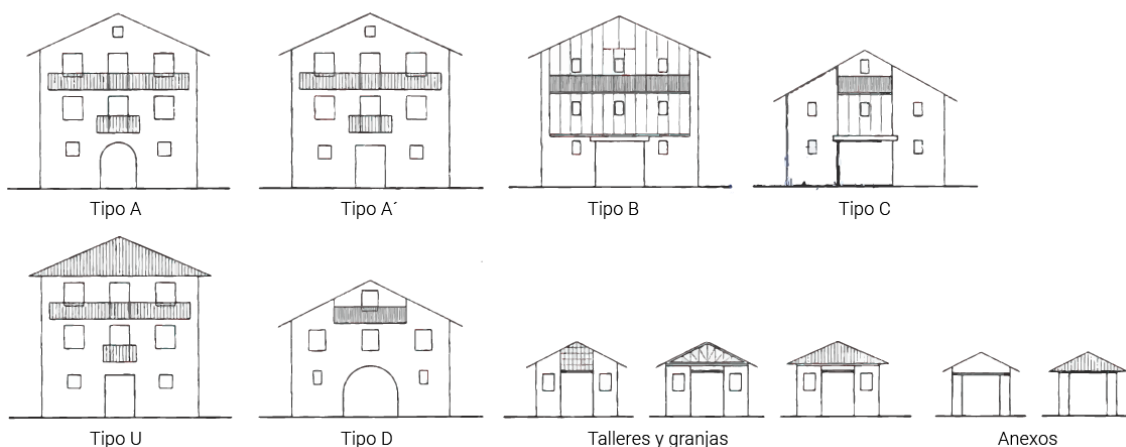 Tipo A
Tipo A´
Tipo B
Tipo C
Tipo U
Tipo D
Talleres y granjas
Anexos